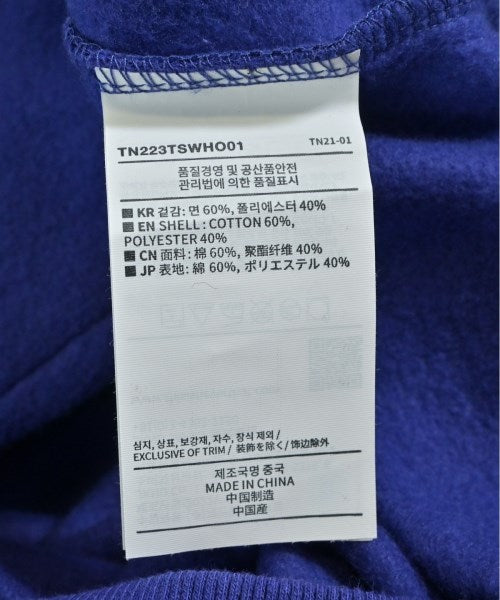 TN223TSWHO01 TN21-01
품질경영 및 공산품안전
관리법에 의한 품질표시
KR 겉감: 면 60%, 폴리에스터 40%
EN SHELL : COTTON 60%,
POLYESTER 40%
CN 面料: 棉 60%, 聚酯纤维 40%
JP 表地: 綿 60%, ポリエステル 40%
심지, 상표, 보강재, 자수, 장식 제외 /
EXCLUSIVE OF TRIM / 装飾を除く / 饰边除外
제조국명 중국
MADE IN CHINA
中国制造
中国産